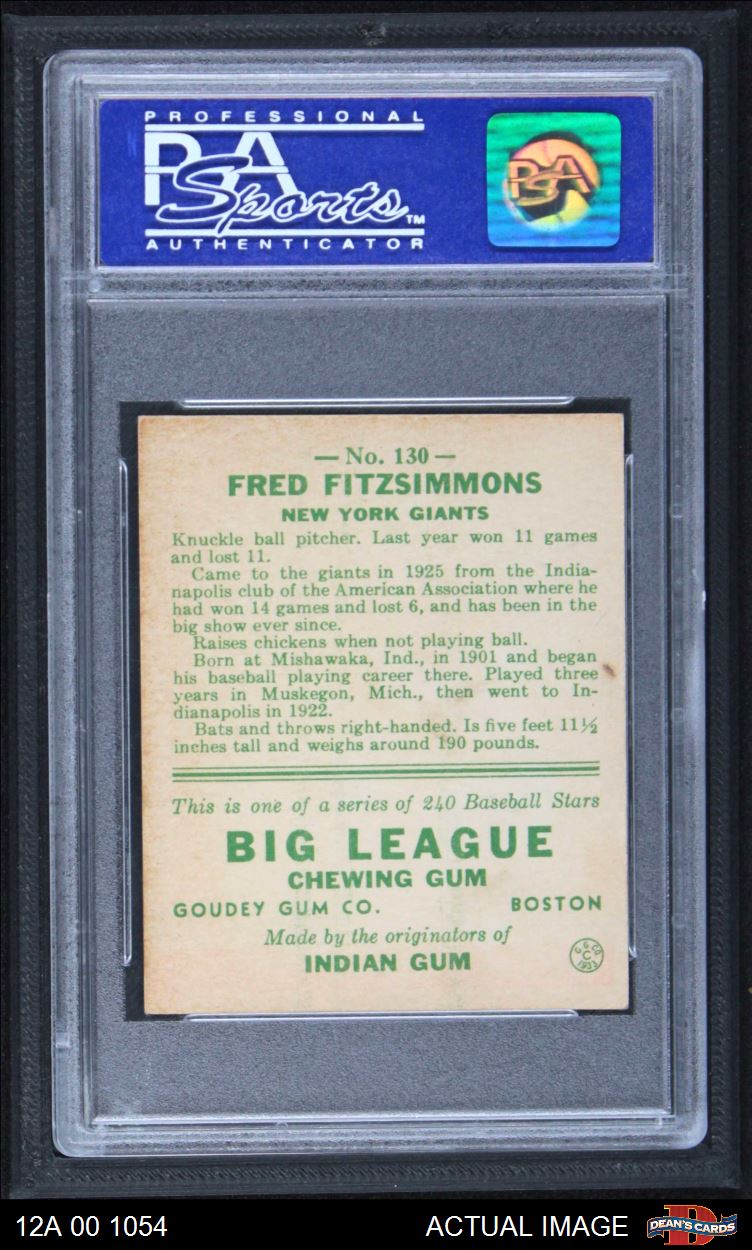 PROFESSIONAL
PSA
Sports™
AUTHENTICATOR
PSA
— No. 130 —
FRED FITZSIMMONS
NEW YORK GIANTS
Knuckle ball pitcher. Last year won 11 games
and lost 11.
Came to the giants in 1925 from the India-
napolis club of the American Association where he
had won 14 games and lost 6, and has been in the
big show ever since.
Raises chickens when not playing ball.
Born at Mishawaka, Ind., in 1901 and began
his baseball playing career there. Played three
years in Muskegon, Mich., then went to In-
dianapolis in 1922.
Bats and throws right-handed. Is five feet 11½
inches tall and weighs around 190 pounds.
This is one of a series of 240 Baseball Stars
BIG LEAGUE
CHEWING GUM
GOUDEY GUM CO. BOSTON
Made by the originators of
INDIAN GUM
G. G. CO.
C
1933
12A 00 1054 ACTUAL IMAGE
DEAN'S CARDS